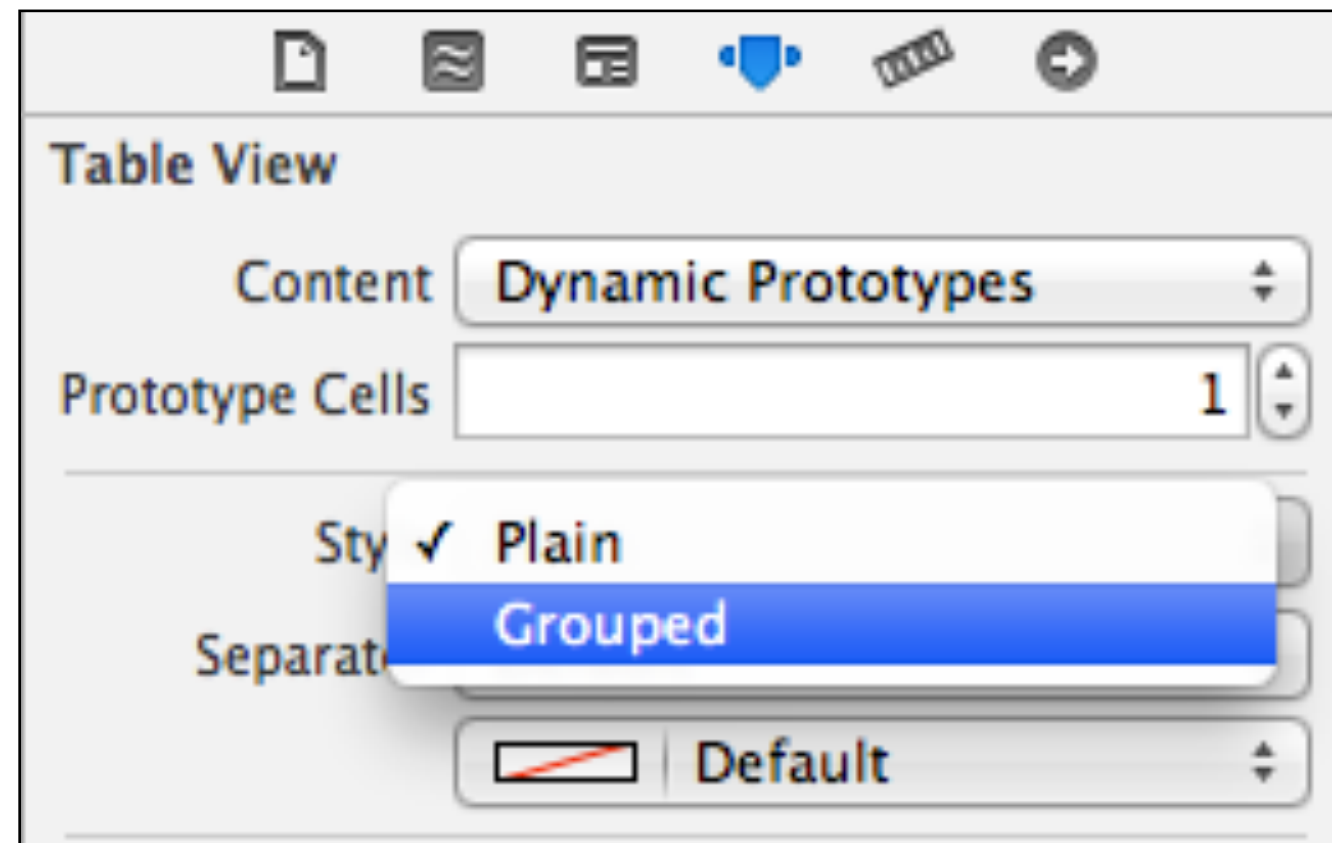 Table View
Content Dynamic Prototypes
Prototype Cells 1
Sty ✓ Plain
Grouped
Separat
Default